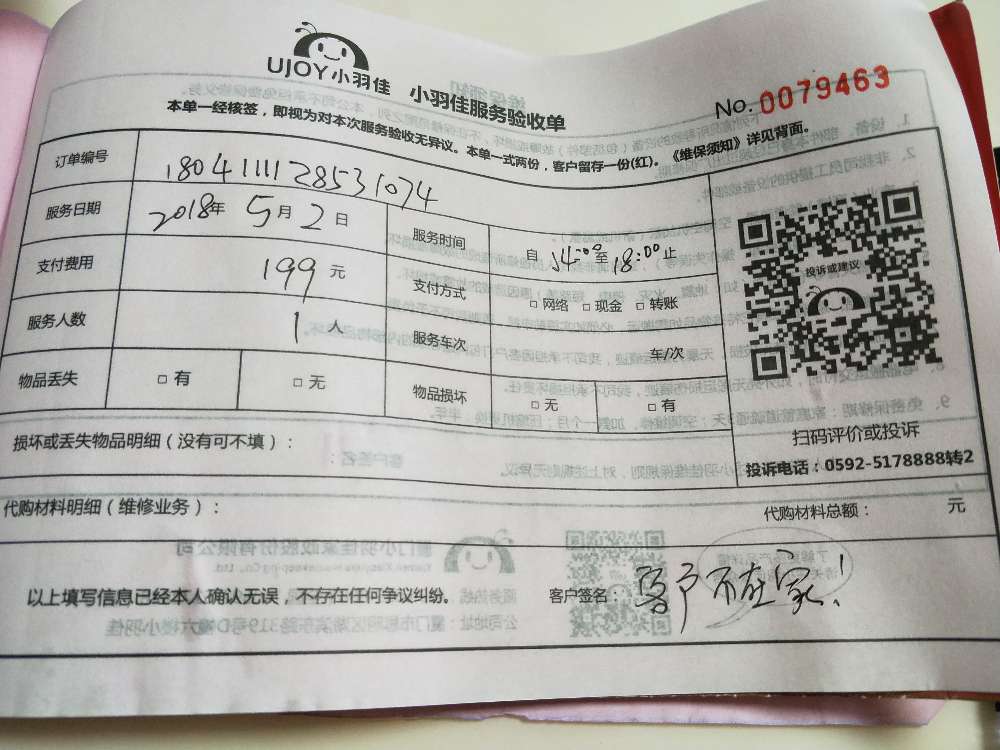 UJOY小羽佳 小羽佳服务验收单
No. 0079463
本单一经核签，即视为对本次服务验收无异议。本单一式两份，客户留存一份(红)。《维保须知》详见背面。
订单编号 1804111128531074
服务日期 2018年 5月 2日 服务时间 自 14:00 至 18:00 止
支付费用 199 元 支付方式 □ 网络 □ 现金 □ 转账
服务人数 1 人 服务车次 车/次
物品丢失 □ 有 □ 无 物品损坏 □ 无 □ 有
投诉或建议
扫码评价或投诉
投诉电话：0592-5178888转2
损坏或丢失物品明细（没有可不填）：
代购材料明细（维修业务）： 代购材料总额： 元
以上填写信息已经本人确认无误，不存在任何争议纠纷。 客户签名： 客户不在家！